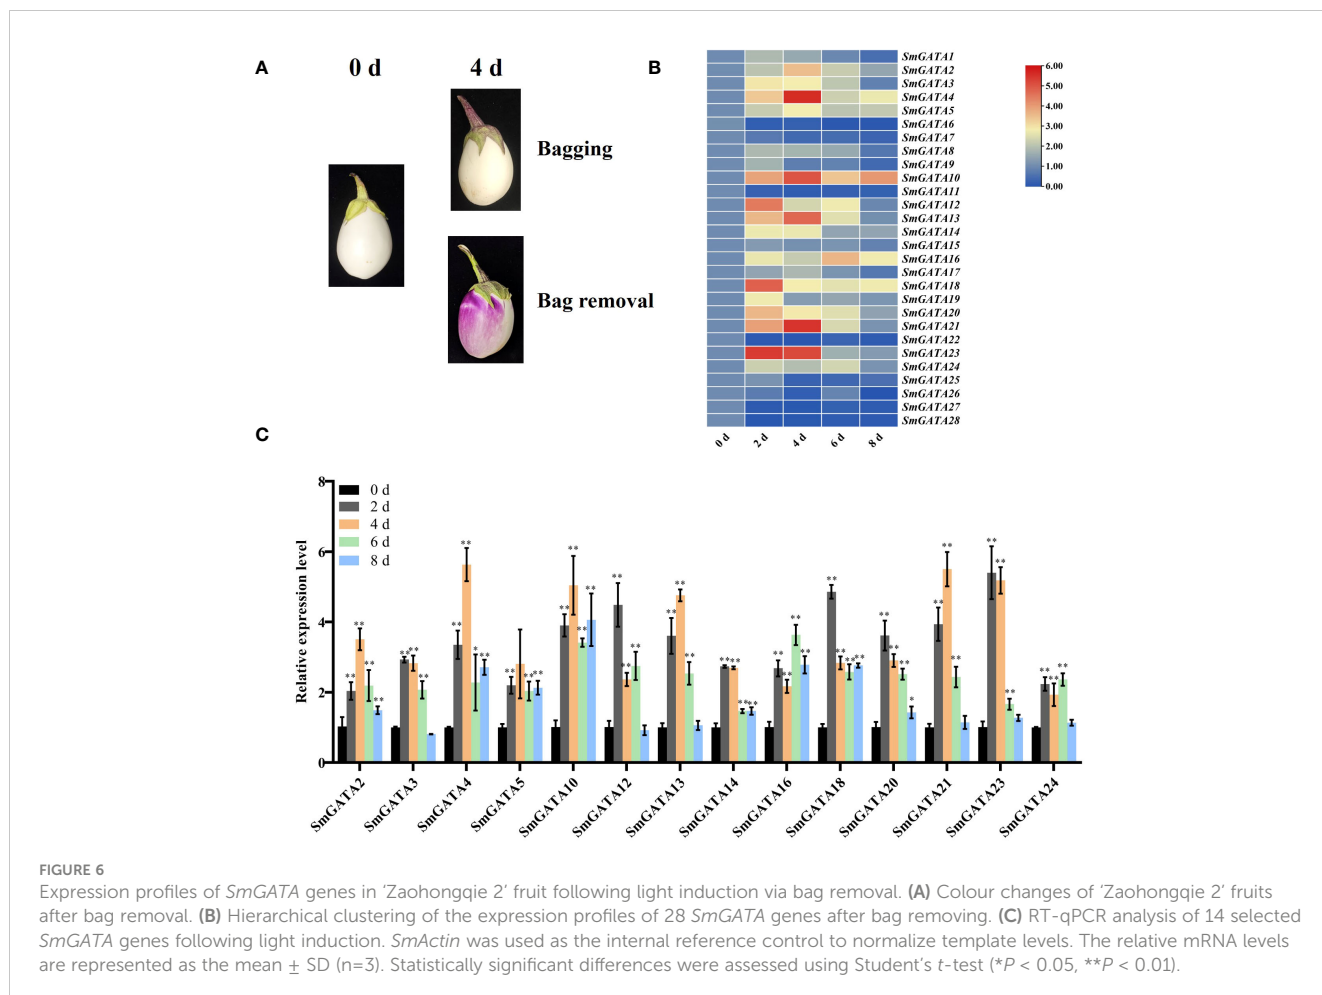 A
0 d
4 d
Bagging
Bag removal
B
SmGATA1
SmGATA2
SmGATA3
SmGATA4
SmGATA5
SmGATA6
SmGATA7
SmGATA8
SmGATA9
SmGATA10
SmGATA11
SmGATA12
SmGATA13
SmGATA14
SmGATA15
SmGATA16
SmGATA17
SmGATA18
SmGATA19
SmGATA20
SmGATA21
SmGATA22
SmGATA23
SmGATA24
SmGATA25
SmGATA26
SmGATA27
SmGATA28
0 d 2 d 4 d 6 d 8 d
6.00
5.00
4.00
3.00
2.00
1.00
0.00
C
Relative expression level
8
6
4
2
0
0 d
2 d
4 d
6 d
8 d
** ** ** **
** ** **
** ** * **
** ** **
** ** ** **
** ** **
** ** **
** ** ** **
** ** ** **
** ** ** **
** ** ** *
** ** **
** ** **
** ** **
SmGATA2 SmGATA3 SmGATA4 SmGATA5 SmGATA10 SmGATA12 SmGATA13 SmGATA14 SmGATA16 SmGATA18 SmGATA20 SmGATA21 SmGATA23 SmGATA24
FIGURE 6
Expression profiles of SmGATA genes in ‘Zaohongqie 2’ fruit following light induction via bag removal. (A) Colour changes of ‘Zaohongqie 2’ fruits
after bag removal. (B) Hierarchical clustering of the expression profiles of 28 SmGATA genes after bag removing. (C) RT-qPCR analysis of 14 selected
SmGATA genes following light induction. SmActin was used as the internal reference control to normalize template levels. The relative mRNA levels
are represented as the mean ± SD (n=3). Statistically significant differences were assessed using Student’s t-test (*P < 0.05, **P < 0.01).